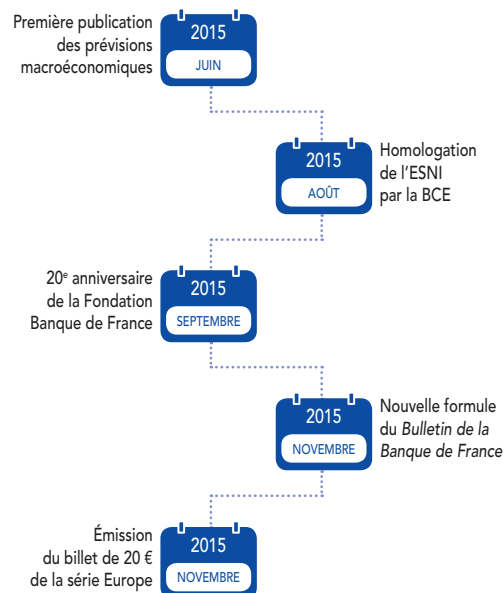 Première publication
des prévisions
macroéconomiques
2015
JUIN
2015
AOÛT
Homologation
de l’ESNI
par la BCE
20e anniversaire
de la Fondation
Banque de France
2015
SEPTEMBRE
2015
NOVEMBRE
Nouvelle formule
du Bulletin de la
Banque de France
Émission
du billet de 20 €
de la série Europe
2015
NOVEMBRE